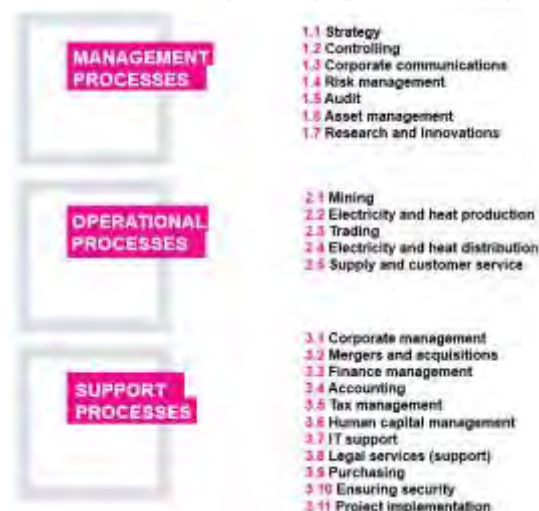 MANAGEMENT
PROCESSES
1.1 Strategy
1.2 Controlling
1.3 Corporate communications
1.4 Risk management
1.5 Audit
1.6 Asset management
1.7 Research and Innovations
OPERATIONAL
PROCESSES
2.1 Mining
2.2 Electricity and heat production
2.3 Trading
2.4 Electricity and heat distribution
2.5 Supply and customer service
SUPPORT
PROCESSES
3.1 Corporate management
3.2 Mergers and acquisitions
3.3 Finance management
3.4 Accounting
3.5 Tax management
3.6 Human capital management
3.7 IT support
3.8 Legal services (support)
3.9 Purchasing
3.10 Ensuring security
3.11 Project implementation